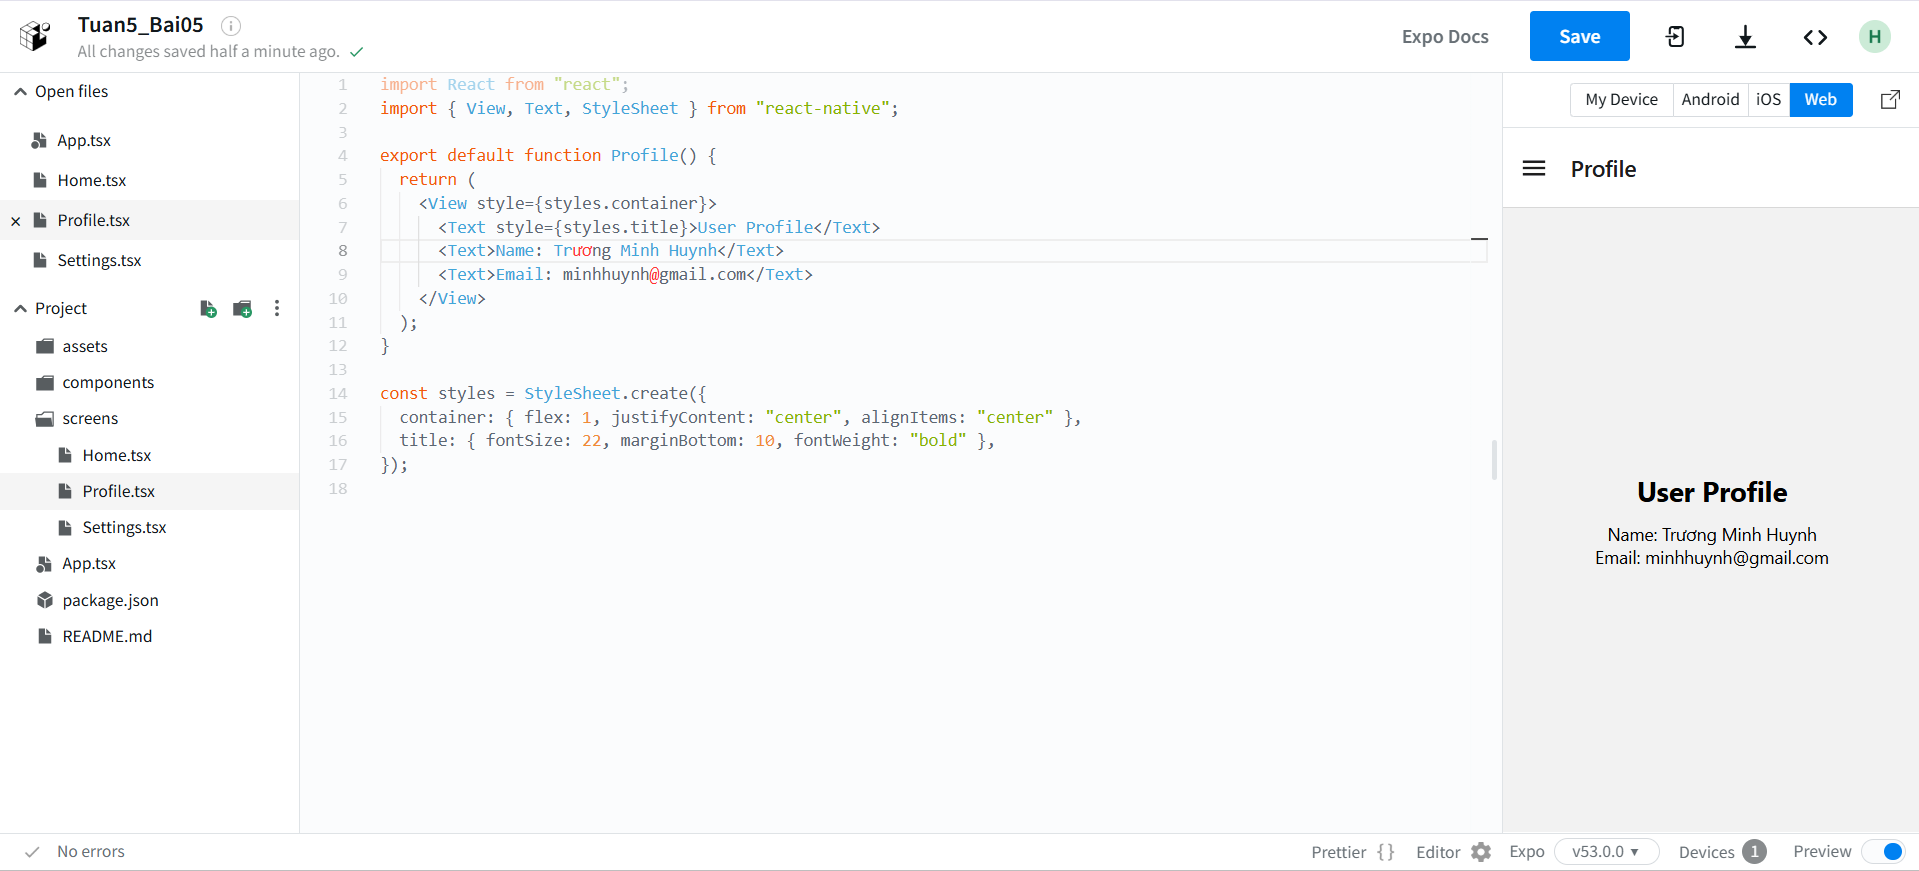 Tuan5_Bai05
All changes saved half a minute ago.
Expo Docs
Save
H
Open files
App.tsx
Home.tsx
Profile.tsx
Settings.tsx
Project
assets
components
screens
Home.tsx
Profile.tsx
Settings.tsx
App.tsx
package.json
README.md
1 import React from "react";
2 import { View, Text, StyleSheet } from "react-native";
3
4 export default function Profile() {
5 return (
6 <View style={styles.container}>
7 <Text style={styles.title}>User Profile</Text>
8 <Text>Name: Trương Minh Huynh</Text>
9 <Text>Email: minhhuynh@gmail.com</Text>
10 </View>
11 );
12 }
13
14 const styles = StyleSheet.create({
15 container: { flex: 1, justifyContent: "center", alignItems: "center" },
16 title: { fontSize: 22, marginBottom: 10, fontWeight: "bold" },
17 });
18
My Device Android iOS Web
Profile
User Profile
Name: Trương Minh Huynh
Email: minhhuynh@gmail.com
No errors
Prettier {} Editor Expo v53.0.0 Devices 1 Preview